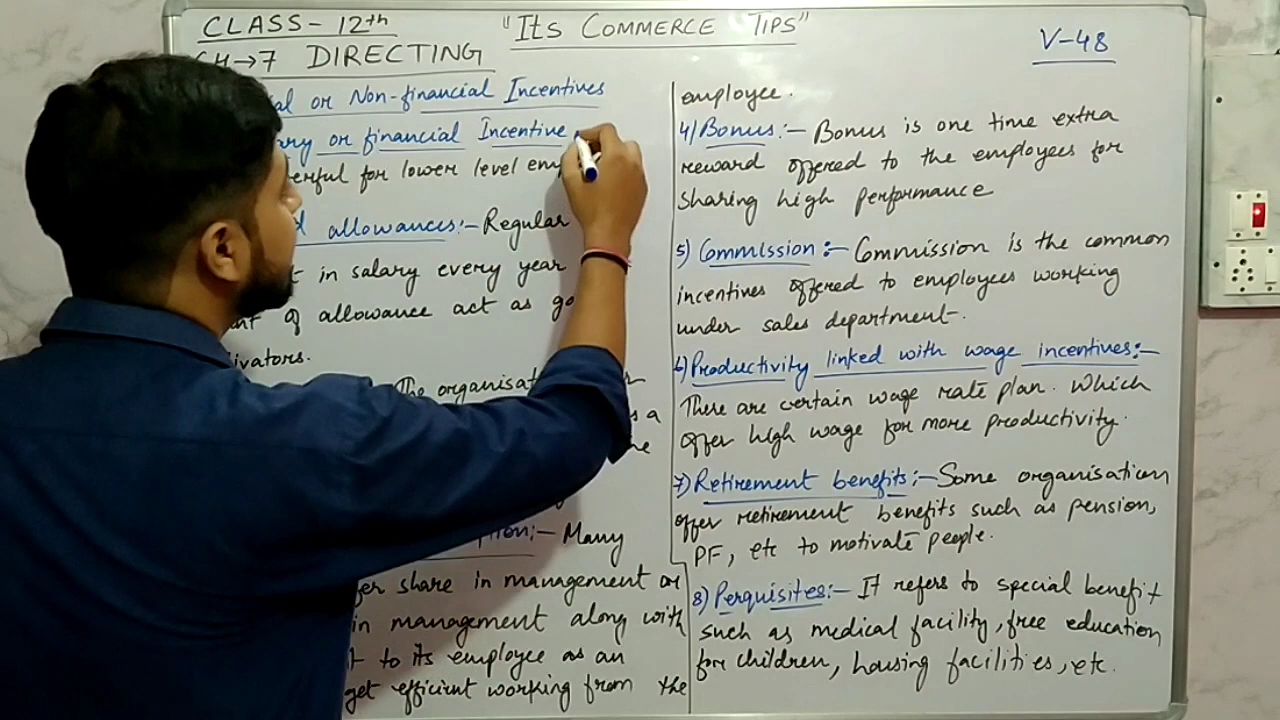 CLASS- 12th
"ITS COMMERCE TIPS"
V-48
CH→7 DIRECTING
or Non-financial Incentives
or financial Incentive
for lower level
allowances:- Regular
in salary every year
of allowance act as
The
a
:- Many
share in management or
in management along with
to its employee as an
get efficient working from the
employee.
4) Bonus:- Bonus is one time extra
reward offered to the employees for
sharing high performance
5) Commission:- Commission is the common
incentives offered to employees working
under sales department.
6) Productivity linked with wage incentives:-
There are certain wage rate plan. Which
offer high wage for more productivity.
7) Retirement benefits:- Some organisation
offer retirement benefits such as pension,
PF, etc to motivate people.
8) Perquisites:- It refers to special benefit
such as medical facility, free education
for children, housing facilities, etc.